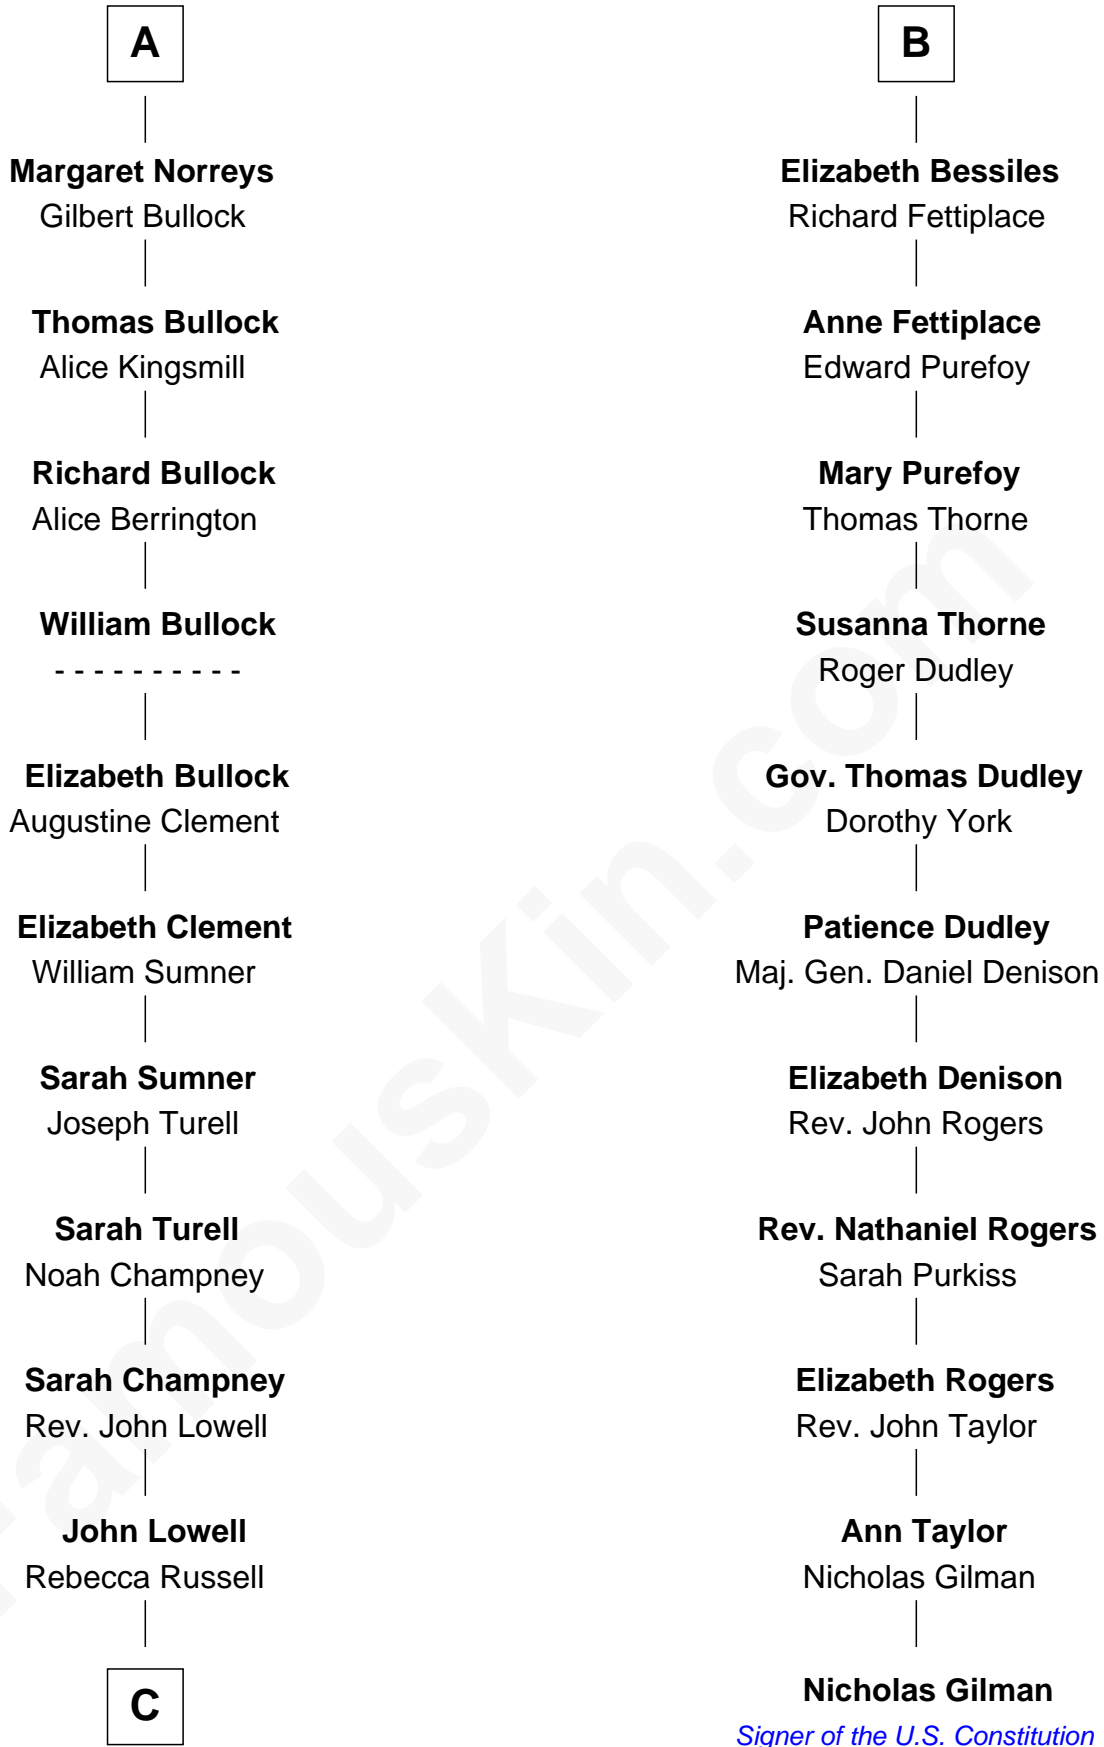 A
Margaret Norreys
Gilbert Bullock
Thomas Bullock
Alice Kingsmill
Richard Bullock
Alice Berrington
William Bullock
- - - - - - - - - -
Elizabeth Bullock
Augustine Clement
Elizabeth Clement
William Sumner
Sarah Sumner
Joseph Turell
Sarah Turell
Noah Champney
Sarah Champney
Rev. John Lowell
John Lowell
Rebecca Russell
C
B
Elizabeth Bessiles
Richard Fettiplace
Anne Fettiplace
Edward Purefoy
Mary Purefoy
Thomas Thorne
Susanna Thorne
Roger Dudley
Gov. Thomas Dudley
Dorothy York
Patience Dudley
Maj. Gen. Daniel Denison
Elizabeth Denison
Rev. John Rogers
Rev. Nathaniel Rogers
Sarah Purkiss
Elizabeth Rogers
Rev. John Taylor
Ann Taylor
Nicholas Gilman
Nicholas Gilman
Signer of the U.S. Constitution
FamousKin.com